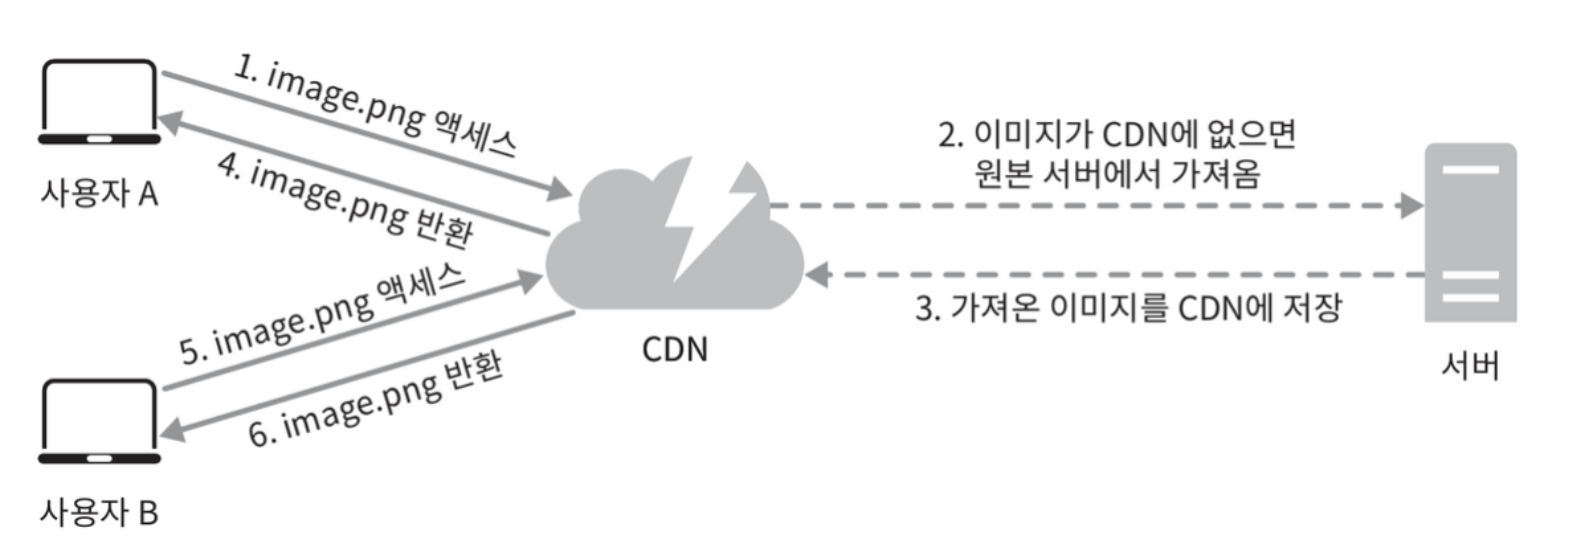 1. image.png 액세스
4. image.png 반환
사용자 A
2. 이미지가 CDN에 없으면
원본 서버에서 가져옴
3. 가져온 이미지를 CDN에 저장
CDN
서버
5. image.png 액세스
6. image.png 반환
사용자 B